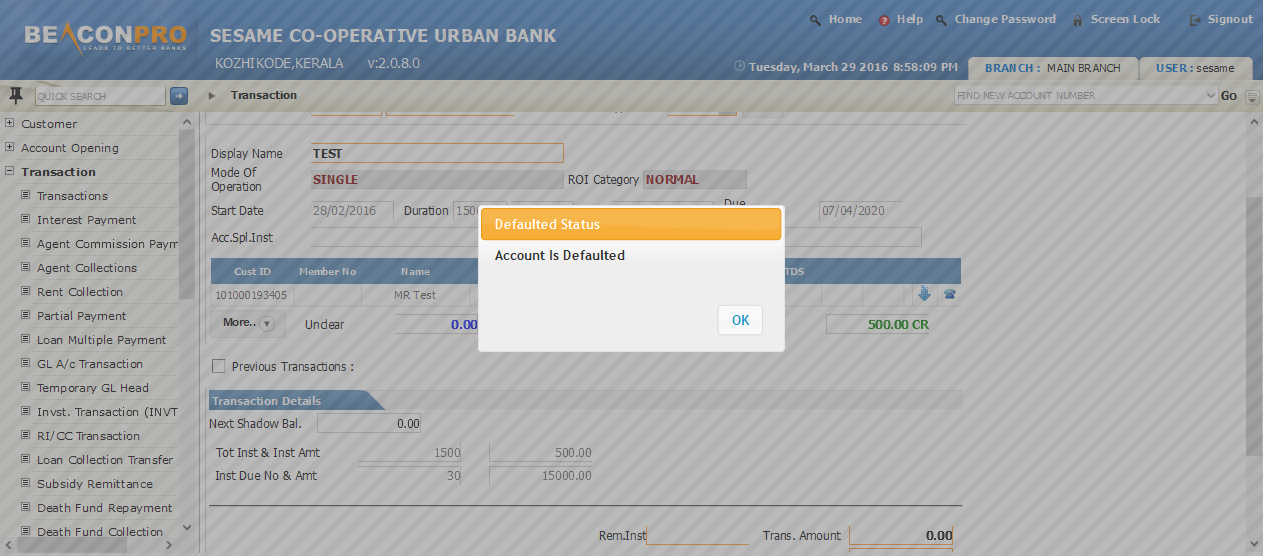 Home Help Change Password Screen Lock Signout
BEACONPRO
LEADS TO BETTER BANKS
SESAME CO-OPERATIVE URBAN BANK
KOZHIKODE,KERALA v:2.0.8.0
Tuesday, March 29 2016 8:58:09 PM BRANCH : MAIN BRANCH USER : sesame
QUICK SEARCH Transaction FIND NEW ACCOUNT NUMBER Go
Customer
Account Opening
Transaction
Transactions
Interest Payment
Agent Commission Paym
Agent Collections
Rent Collection
Partial Payment
Loan Multiple Payment
GL A/c Transaction
Temporary GL Head
Invst. Transaction (INVT
RI/CC Transaction
Loan Collection Transfer
Subsidy Remittance
Death Fund Repayment
Death Fund Collection
Display Name TEST
Mode Of
Operation SINGLE ROI Category NORMAL
Start Date 28/02/2016 Duration 150 Due 07/04/2020
Acc.Spl.Inst
Defaulted Status
Account Is Defaulted
OK
Cust ID Member No Name TDS
101000193405 MR Test
More.. Unclear 0.00 500.00 CR
Previous Transactions :
Transaction Details
Next Shadow Bal. 0.00
Tot Inst & Inst Amt 1500 500.00
Inst Due No & Amt 30 15000.00
Rem.Inst Trans. Amount 0.00